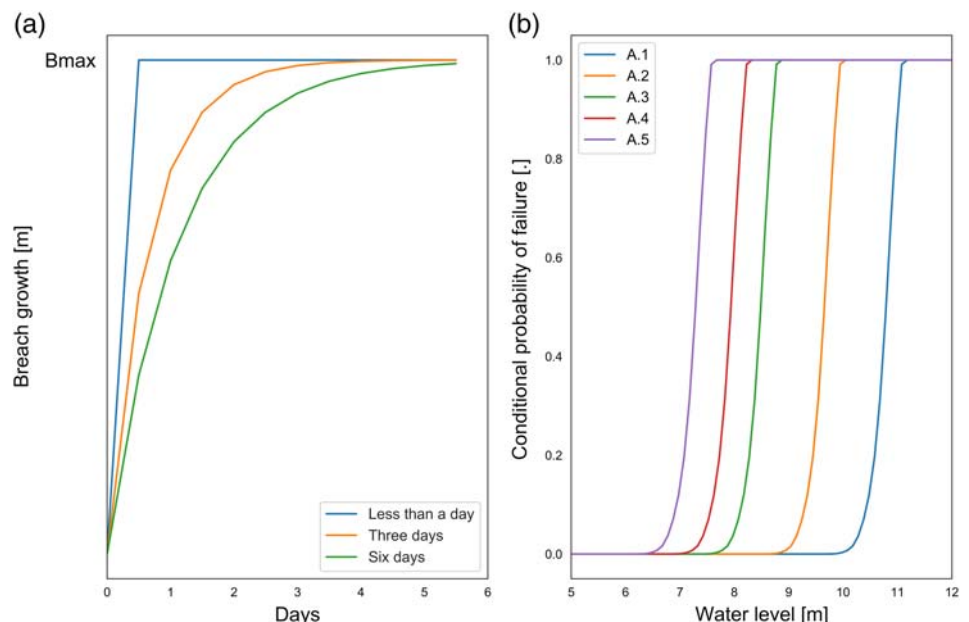 (a)
Bmax
Breach growth [m]
Less than a day
Three days
Six days
0 1 2 3 4 5 6
Days
(b)
A.1
A.2
A.3
A.4
A.5
Conditional probability of failure [.]
1.0
0.8
0.6
0.4
0.2
0.0
5 6 7 8 9 10 11 12
Water level [m]